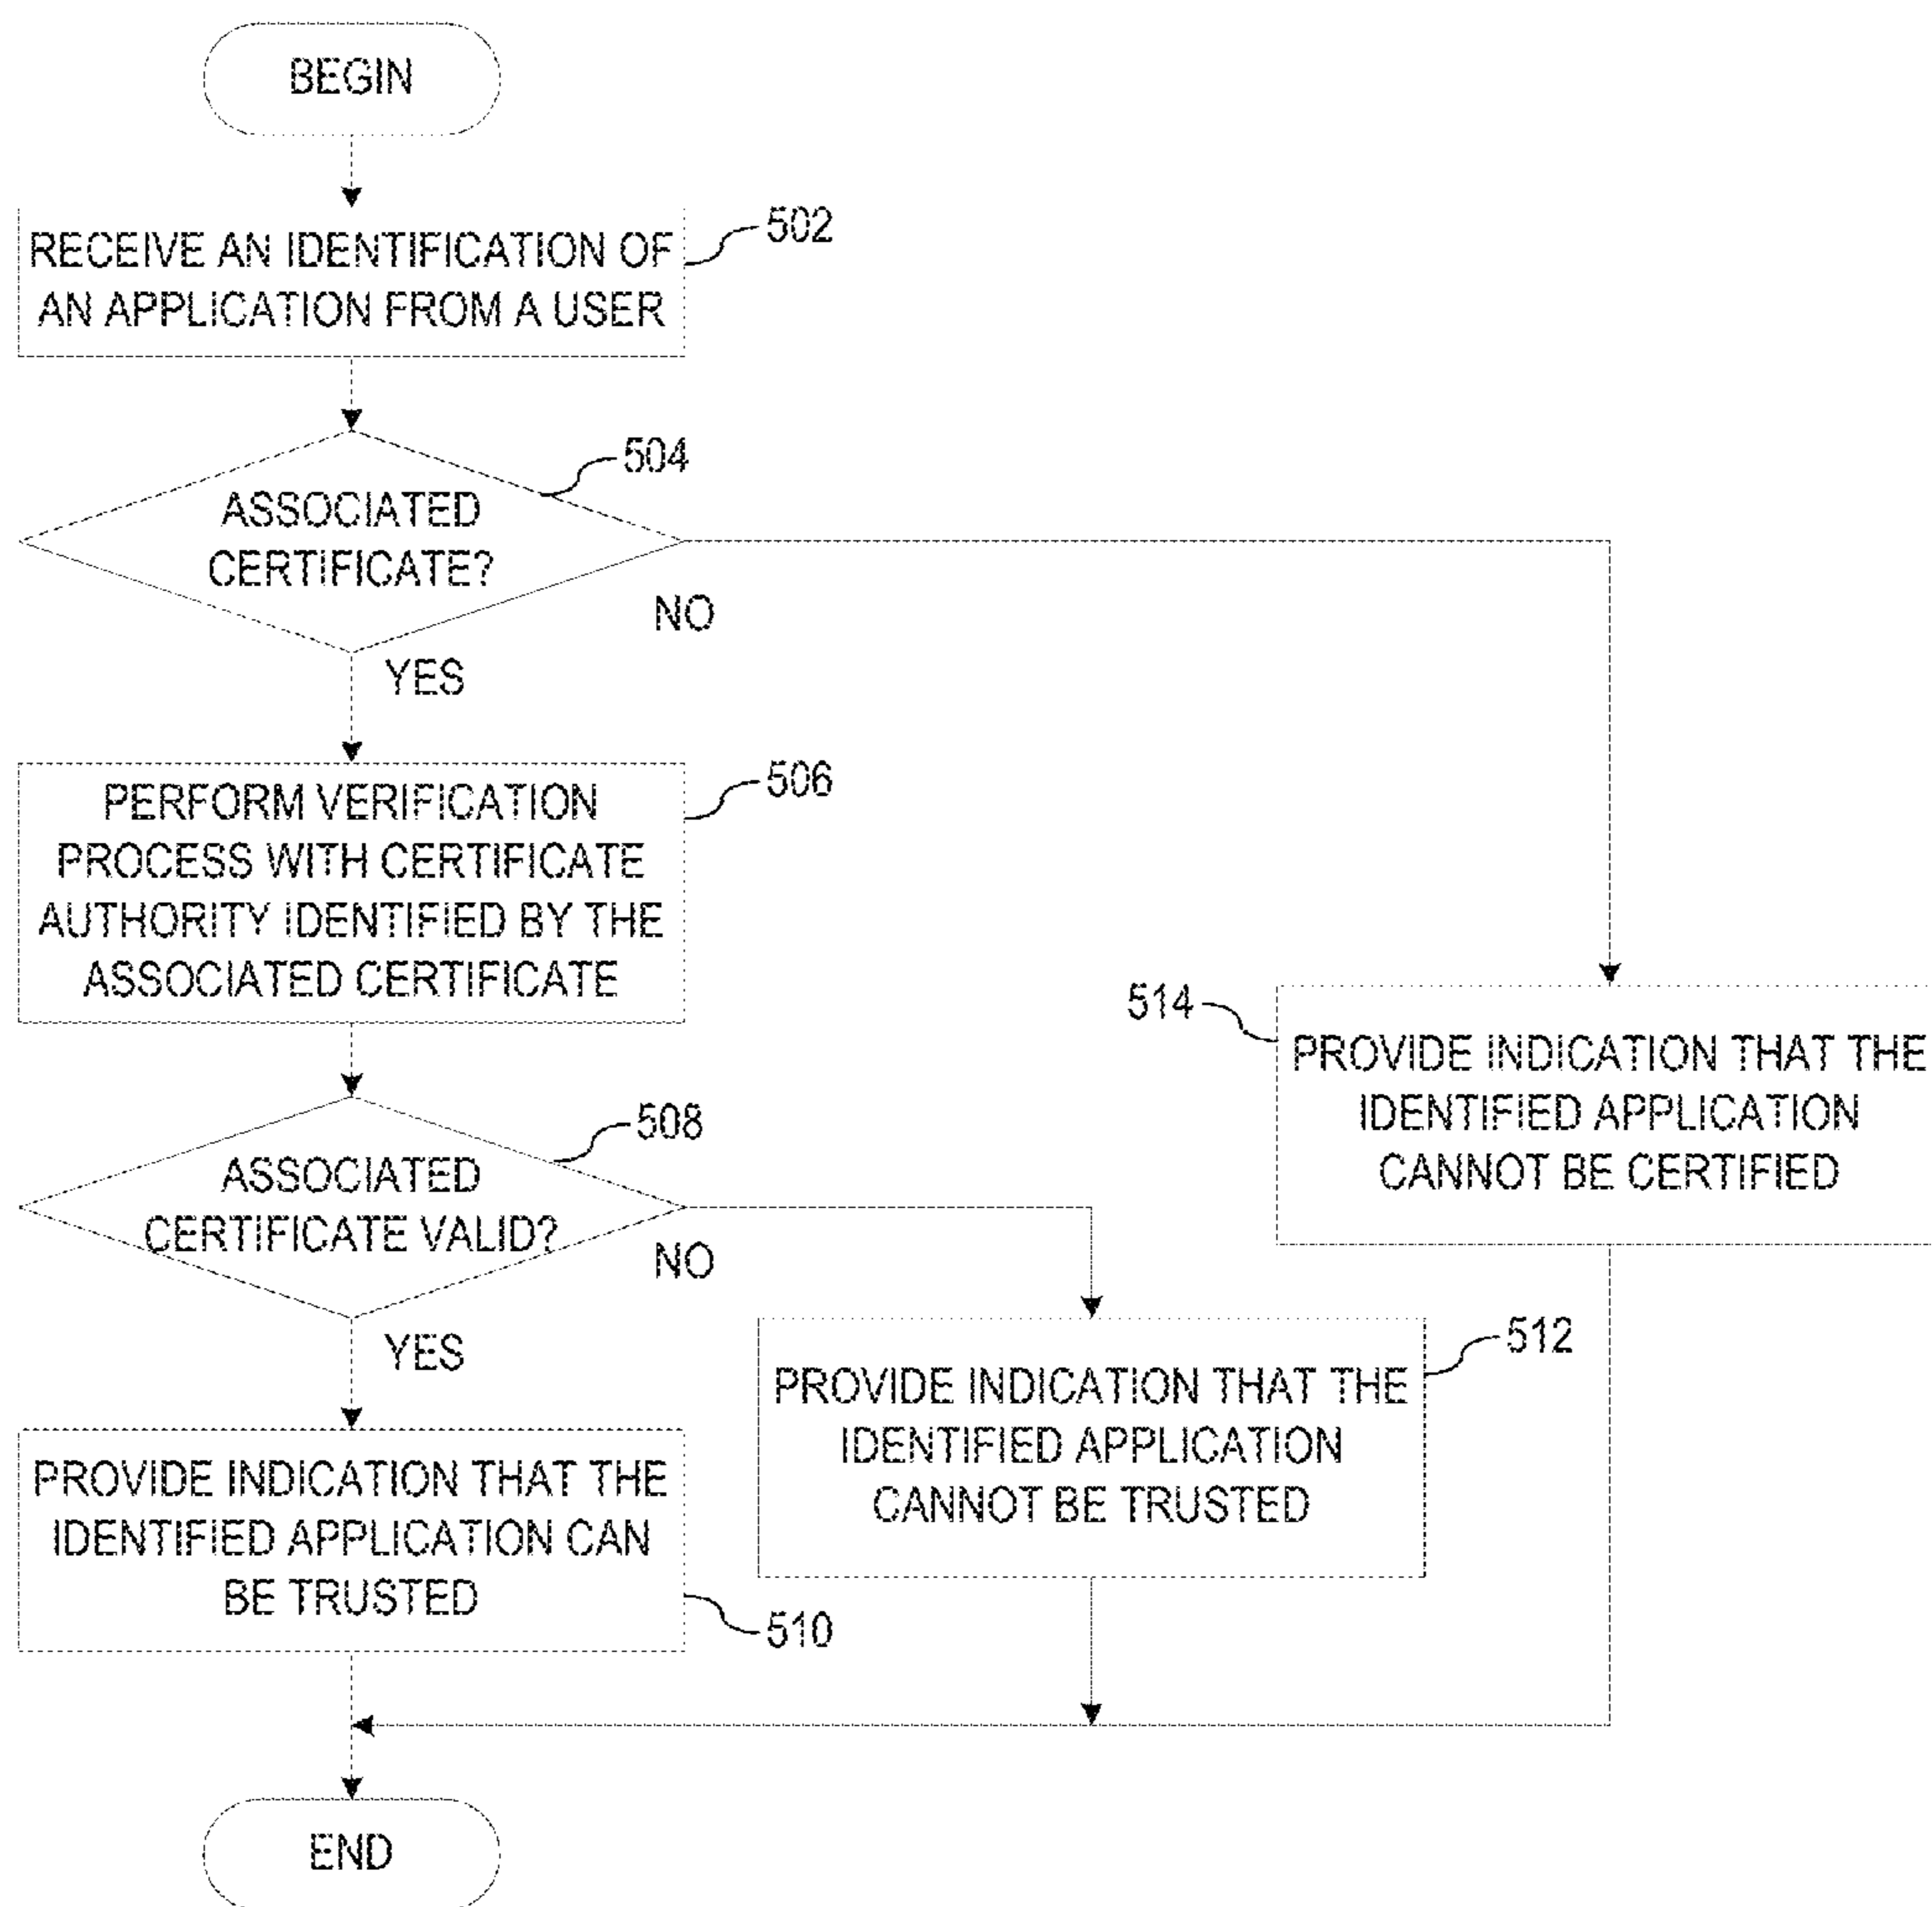 BEGIN
RECEIVE AN IDENTIFICATION OF
AN APPLICATION FROM A USER
502
504
ASSOCIATED
CERTIFICATE?
NO
YES
PERFORM VERIFICATION
PROCESS WITH CERTIFICATE
AUTHORITY IDENTIFIED BY THE
ASSOCIATED CERTIFICATE
506
514
PROVIDE INDICATION THAT THE
IDENTIFIED APPLICATION
CANNOT BE CERTIFIED
508
ASSOCIATED
CERTIFICATE VALID?
NO
YES
512
PROVIDE INDICATION THAT THE
IDENTIFIED APPLICATION
CANNOT BE TRUSTED
PROVIDE INDICATION THAT THE
IDENTIFIED APPLICATION CAN
BE TRUSTED
510
END